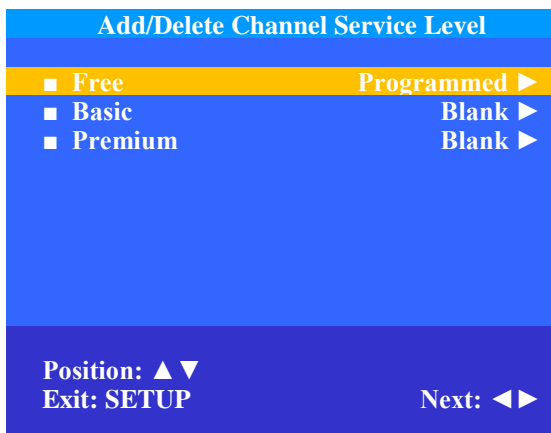 Add/Delete Channel Service Level
■ Free Programmed ►
■ Basic Blank ►
■ Premium Blank ►
Position: ▲▼
Exit: SETUP Next: ◄►